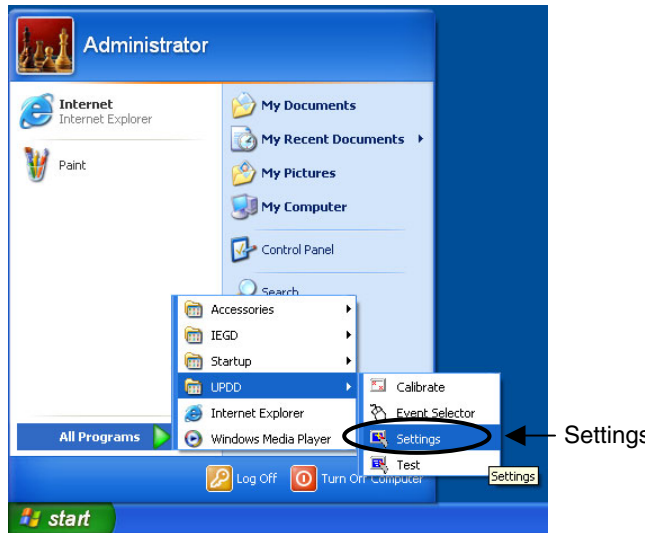 Administrator
Internet
Internet Explorer
Paint
My Documents
My Recent Documents
My Pictures
My Computer
Control Panel
Search
Accessories
IEGD
Startup
UPDD
Internet Explorer
Windows Media Player
Calibrate
Event Selector
Settings
Test
Settings
Settings
All Programs
Log Off
Turn Off Computer
start